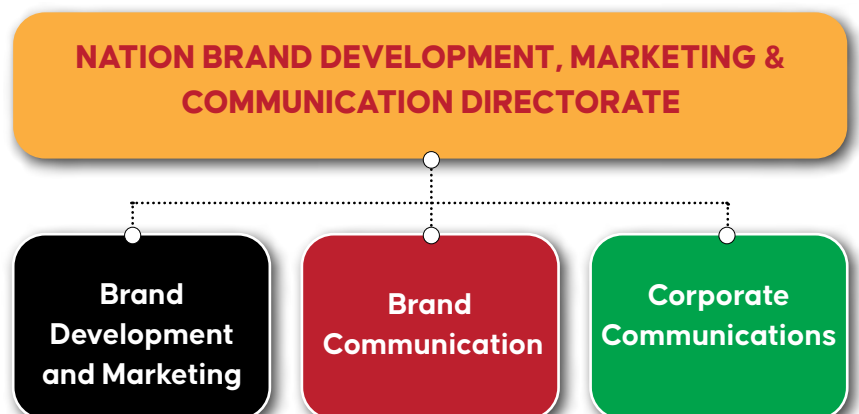 NATION BRAND DEVELOPMENT, MARKETING &
COMMUNICATION DIRECTORATE
Brand
Development
and Marketing
Brand
Communication
Corporate
Communications